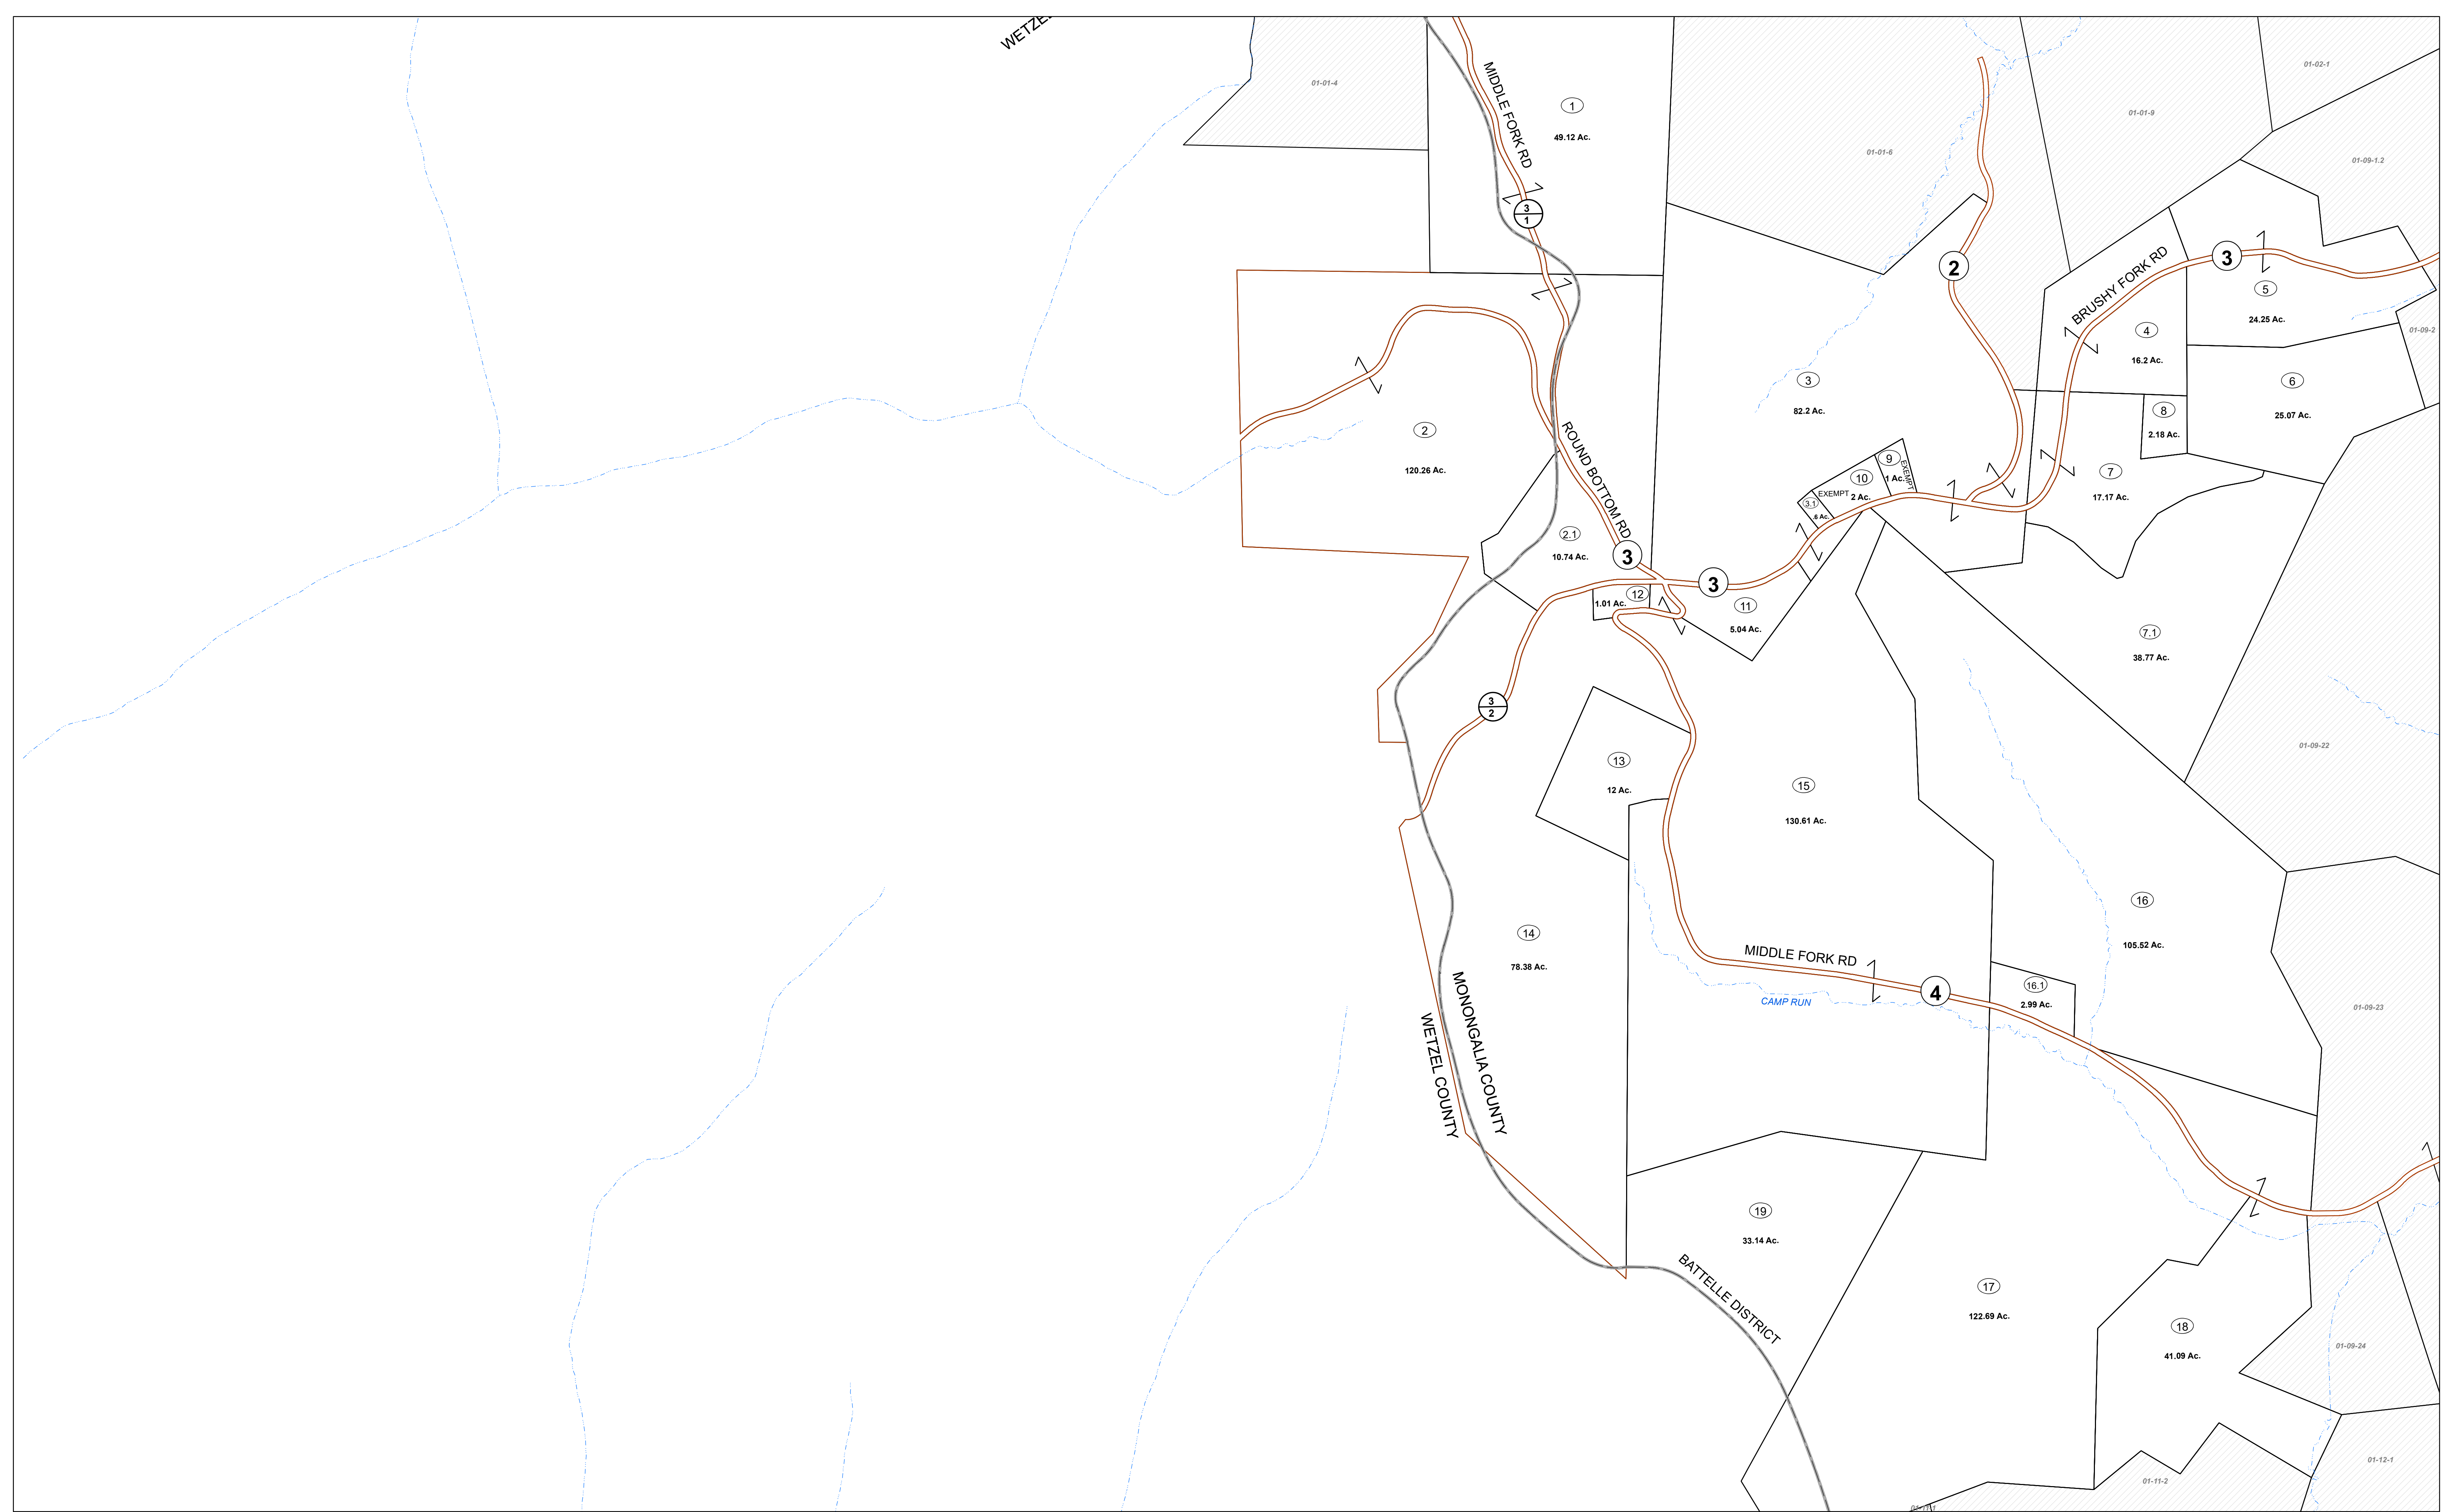 01-01-4
MIDDLE FORK RD
1
49.12 Ac.
3
1
01-01-6
01-01-9
01-02-1
01-09-1.2
2
BRUSHY FORK RD
3
5
24.25 Ac.
01-09-2
4
16.2 Ac.
3
82.2 Ac.
6
25.07 Ac.
8
2.18 Ac.
2
120.26 Ac.
ROUND BOTTOM RD
9
1 Ac.
EXEMPT
10
EXEMPT
2 Ac.
3.1
.6 Ac.
7
17.17 Ac.
2.1
10.74 Ac.
3
3
12
1.01 Ac.
11
5.04 Ac.
7.1
38.77 Ac.
3
2
13
12 Ac.
15
130.61 Ac.
01-09-22
16
105.52 Ac.
14
78.38 Ac.
MIDDLE FORK RD
4
CAMP RUN
16.1
2.99 Ac.
01-09-23
MONONGALIA COUNTY
WETZEL COUNTY
19
33.14 Ac.
BATTELLE DISTRICT
17
122.69 Ac.
18
41.09 Ac.
01-09-24
01-12-1
01-11-2